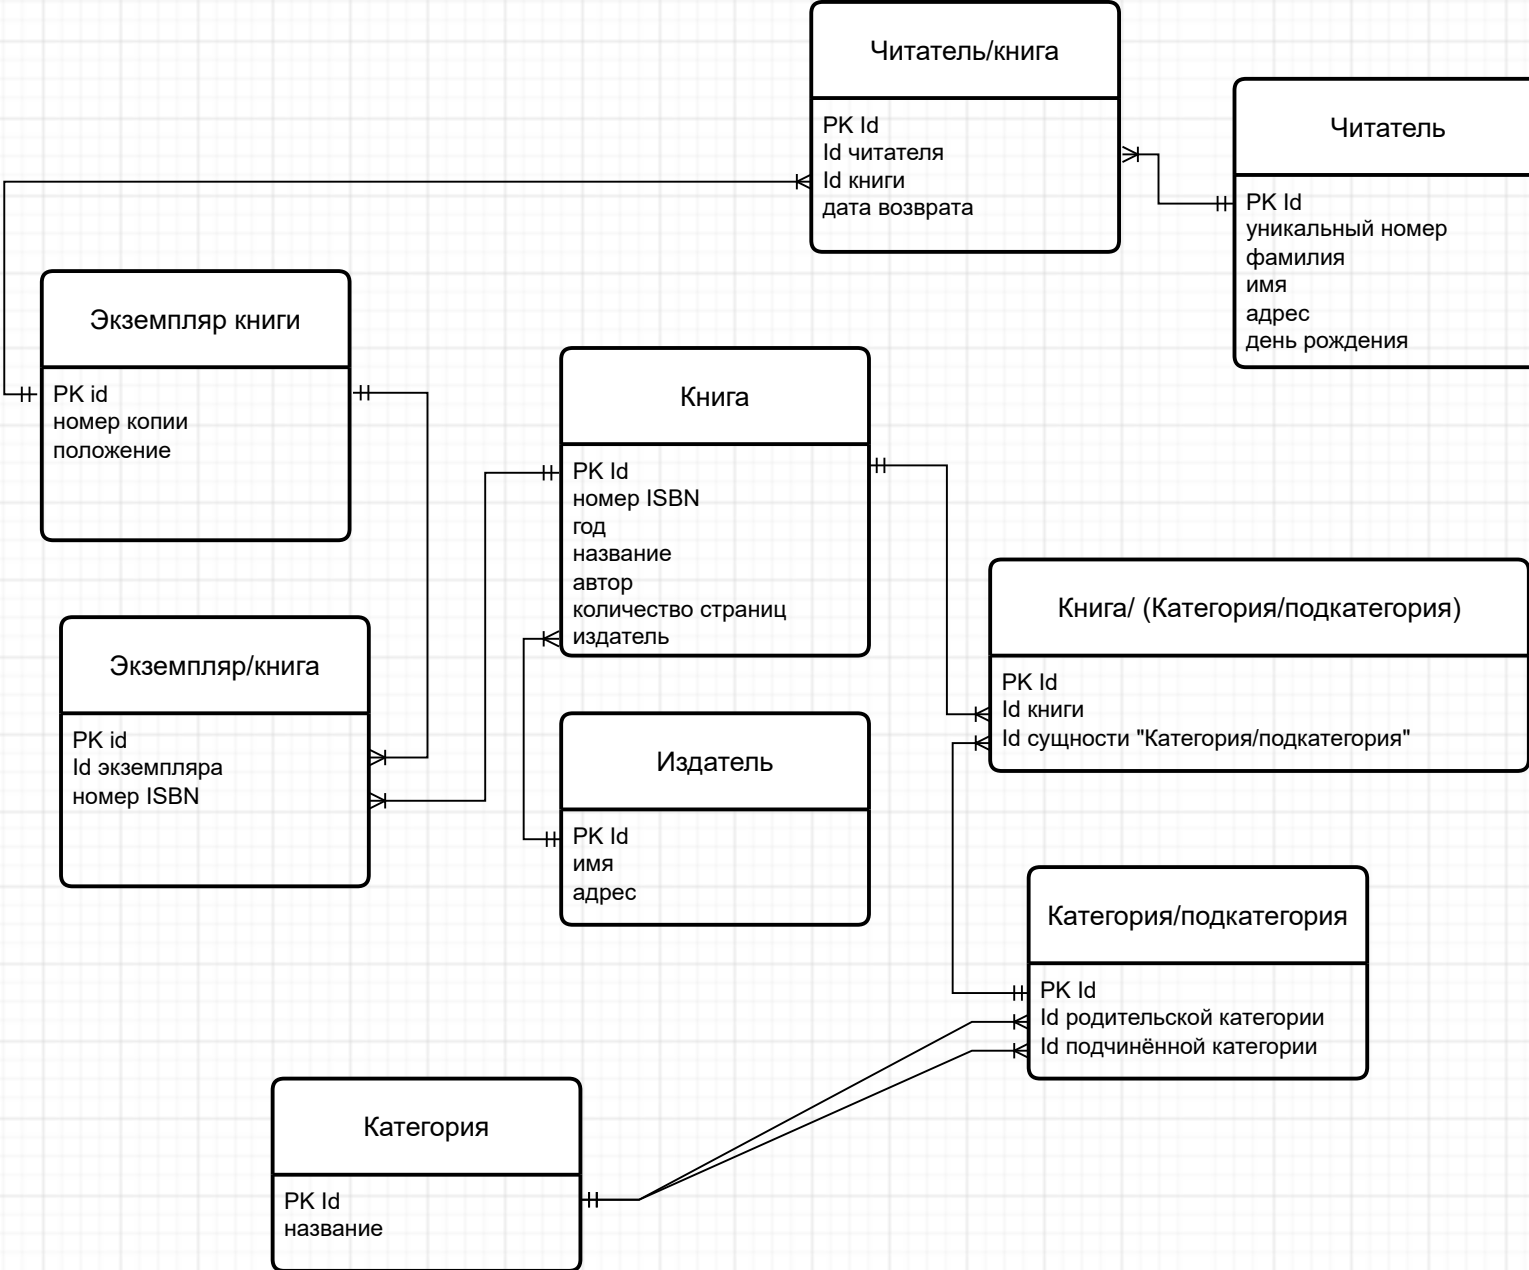 Читатель/книга
PK Id
Id читателя
Id книги
дата возврата
Читатель
PK Id
уникальный номер
фамилия
имя
адрес
день рождения
Экземпляр книги
PK id
номер копии
положение
Книга
PK Id
номер ISBN
год
название
автор
количество страниц
издатель
Книга/ (Категория/подкатегория)
PK Id
Id книги
Id сущности "Категория/подкатегория"
Экземпляр/книга
PK id
Id экземпляра
номер ISBN
Издатель
PK Id
имя
адрес
Категория/подкатегория
PK Id
Id родительской категории
Id подчинённой категории
Категория
PK Id
название